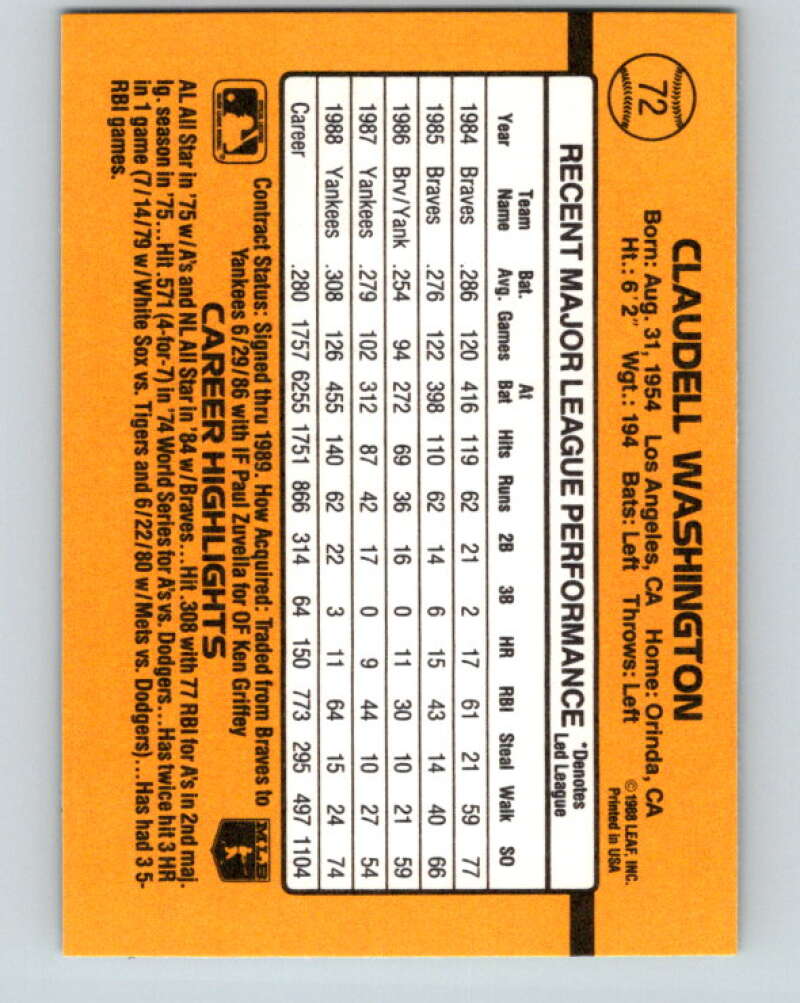 72
CLAUDELL WASHINGTON
Born: Aug. 31, 1954 Los Angeles, CA Home: Orinda, CA
Ht.: 6'2" Wgt.: 194 Bats: Left Throws: Left
© 1988 LEAF, INC.
Printed in USA
RECENT MAJOR LEAGUE PERFORMANCE *Denotes Led League
Year Team Name Bat. Avg. Games At Bat Hits Runs 2B 3B HR RBI Steal Walk SO
1984 Braves .286 120 416 119 62 21 2 17 61 21 59 77
1985 Braves .276 122 398 110 62 14 6 15 43 14 40 66
1986 Brv/Yank .254 94 272 69 36 16 0 11 30 10 21 59
1987 Yankees .279 102 312 87 42 17 0 9 44 10 27 54
1988 Yankees .308 126 455 140 62 22 3 11 64 15 24 74
Career .280 1757 6255 1751 866 314 64 150 773 295 497 1104
Contract Status: Signed thru 1989. How Acquired: Traded from Braves to
Yankees 6/29/86 with IF Paul Zuvella for OF Ken Griffey
MLB
CAREER HIGHLIGHTS
AL All Star in '75 w/A's and NL All Star in '84 w/Braves...Hit .308 with 77 RBI for A's in 2nd maj.
lg. season in '75...Hit .571 (4-for-7) in '74 World Series for A's vs. Dodgers...Has twice hit 3 HR
in 1 game (7/14/79 w/White Sox vs. Tigers and 6/22/80 w/Mets vs. Dodgers)...Has had 3 5-
RBI games.